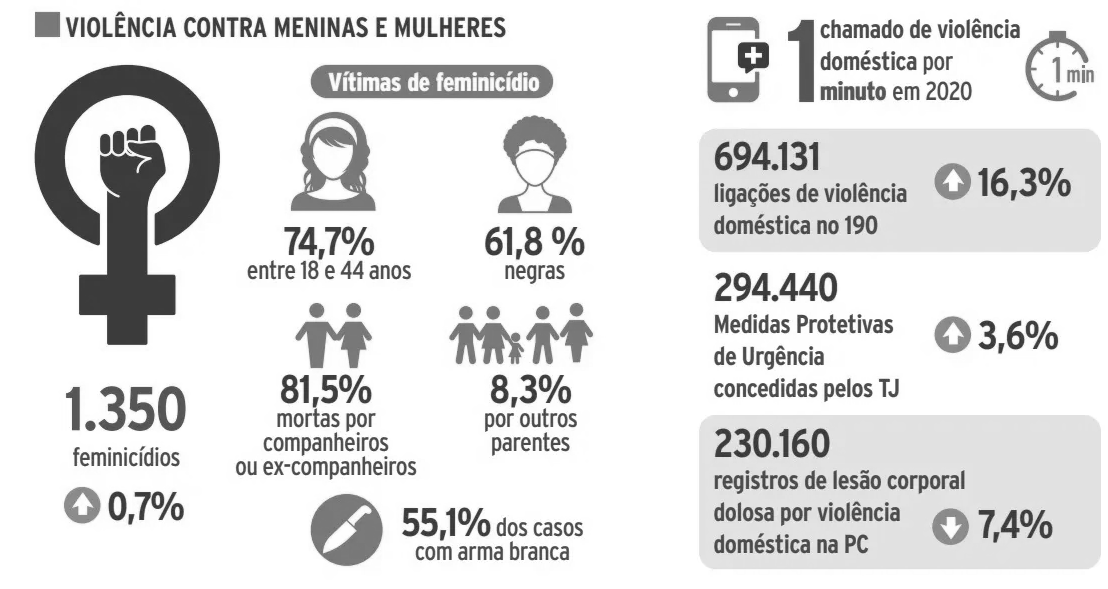 VIOLÊNCIA CONTRA MENINAS E MULHERES
1.350
feminicídios
0,7%
Vítimas de feminicídio
74,7%
entre 18 e 44 anos
61,8 %
negras
81,5%
mortas por
companheiros
ou ex-companheiros
8,3%
por outros
parentes
55,1% dos casos
com arma branca
1 chamado de violência
doméstica por
minuto em 2020
1 min
694.131
ligações de violência
doméstica no 190
16,3%
294.440
Medidas Protetivas
de Urgência
concedidas pelos TJ
3,6%
230.160
registros de lesão corporal
dolosa por violência
doméstica na PC
7,4%